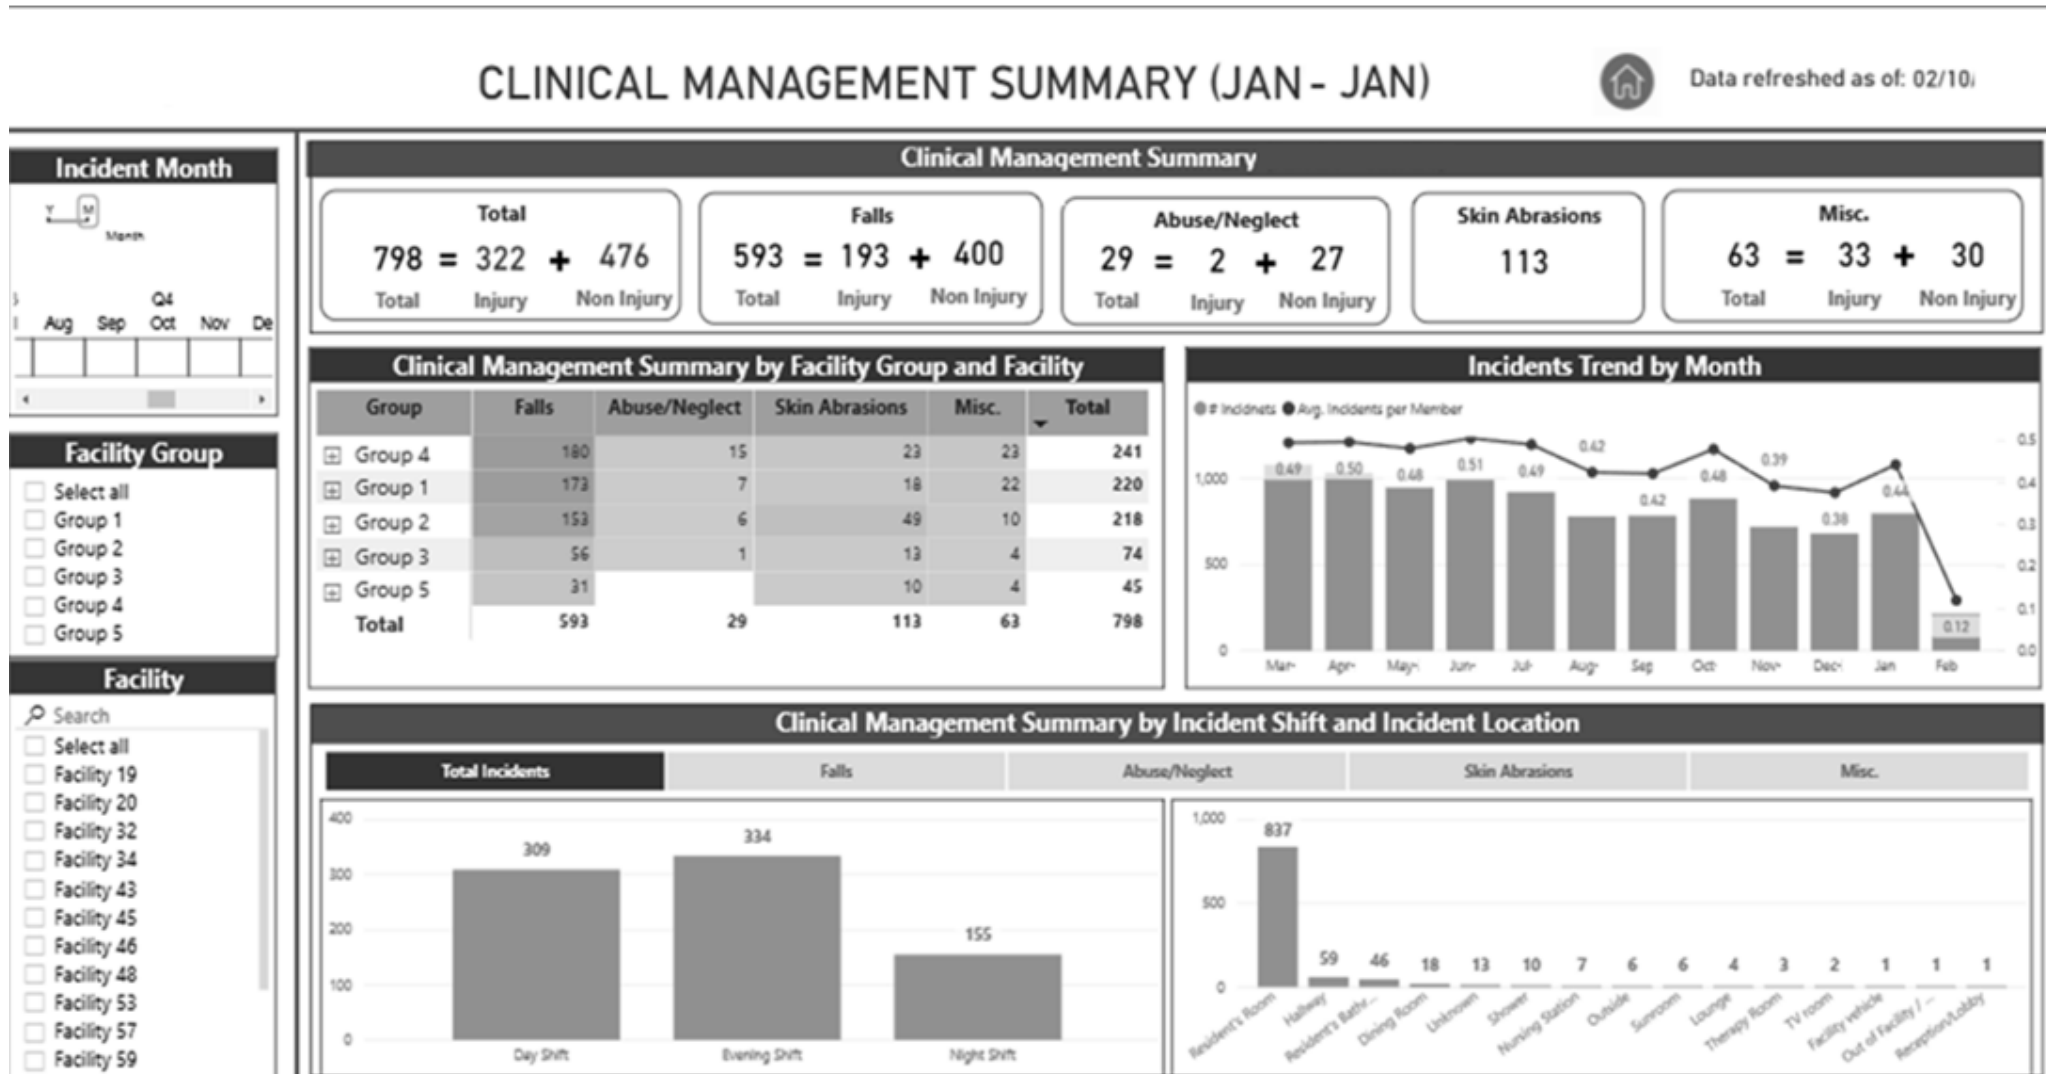 CLINICAL MANAGEMENT SUMMARY (JAN - JAN)
Data refreshed as of: 02/10/
Incident Month
Y M
Month
Q4
Aug Sep Oct Nov De
Facility Group
Select all
Group 1
Group 2
Group 3
Group 4
Group 5
Facility
Search
Select all
Facility 19
Facility 20
Facility 32
Facility 34
Facility 43
Facility 45
Facility 46
Facility 48
Facility 53
Facility 57
Facility 59
Clinical Management Summary
Total
798 = 322 + 476
Total Injury Non Injury
Falls
593 = 193 + 400
Total Injury Non Injury
Abuse/Neglect
29 = 2 + 27
Total Injury Non Injury
Skin Abrasions
113
Misc.
63 = 33 + 30
Total Injury Non Injury
Clinical Management Summary by Facility Group and Facility
Group Falls Abuse/Neglect Skin Abrasions Misc. Total
Group 4 180 15 23 23 241
Group 1 173 7 18 22 220
Group 2 153 6 49 10 218
Group 3 56 1 13 4 74
Group 5 31 10 4 45
Total 593 29 113 63 798
Incidents Trend by Month
# Incidnets Avg. Incidents per Member
1,000
500
0
0.5
0.4
0.3
0.2
0.1
0.0
0.49 0.50 0.48 0.51 0.49 0.42 0.42 0.48 0.39 0.38 0.44 0.12
Mar- Apr- May- Jun- Jul- Aug- Sep Oct Nov- Dec- Jan Feb
Clinical Management Summary by Incident Shift and Incident Location
Total Incidents Falls Abuse/Neglect Skin Abrasions Misc.
400
300
200
100
0
309 334 155
Day Shift Evening Shift Night Shift
1,000
500
0
837 59 46 18 13 10 7 6 6 4 3 2 1 1 1
Resident's Room
Hallway
Resident's Bathr...
Dining Room
Unknown
Shower
Nursing Station
Outside
Sunroom
Lounge
Therapy Room
TV room
Facility vehicle
Out of Facility / ...
Reception/Lobby